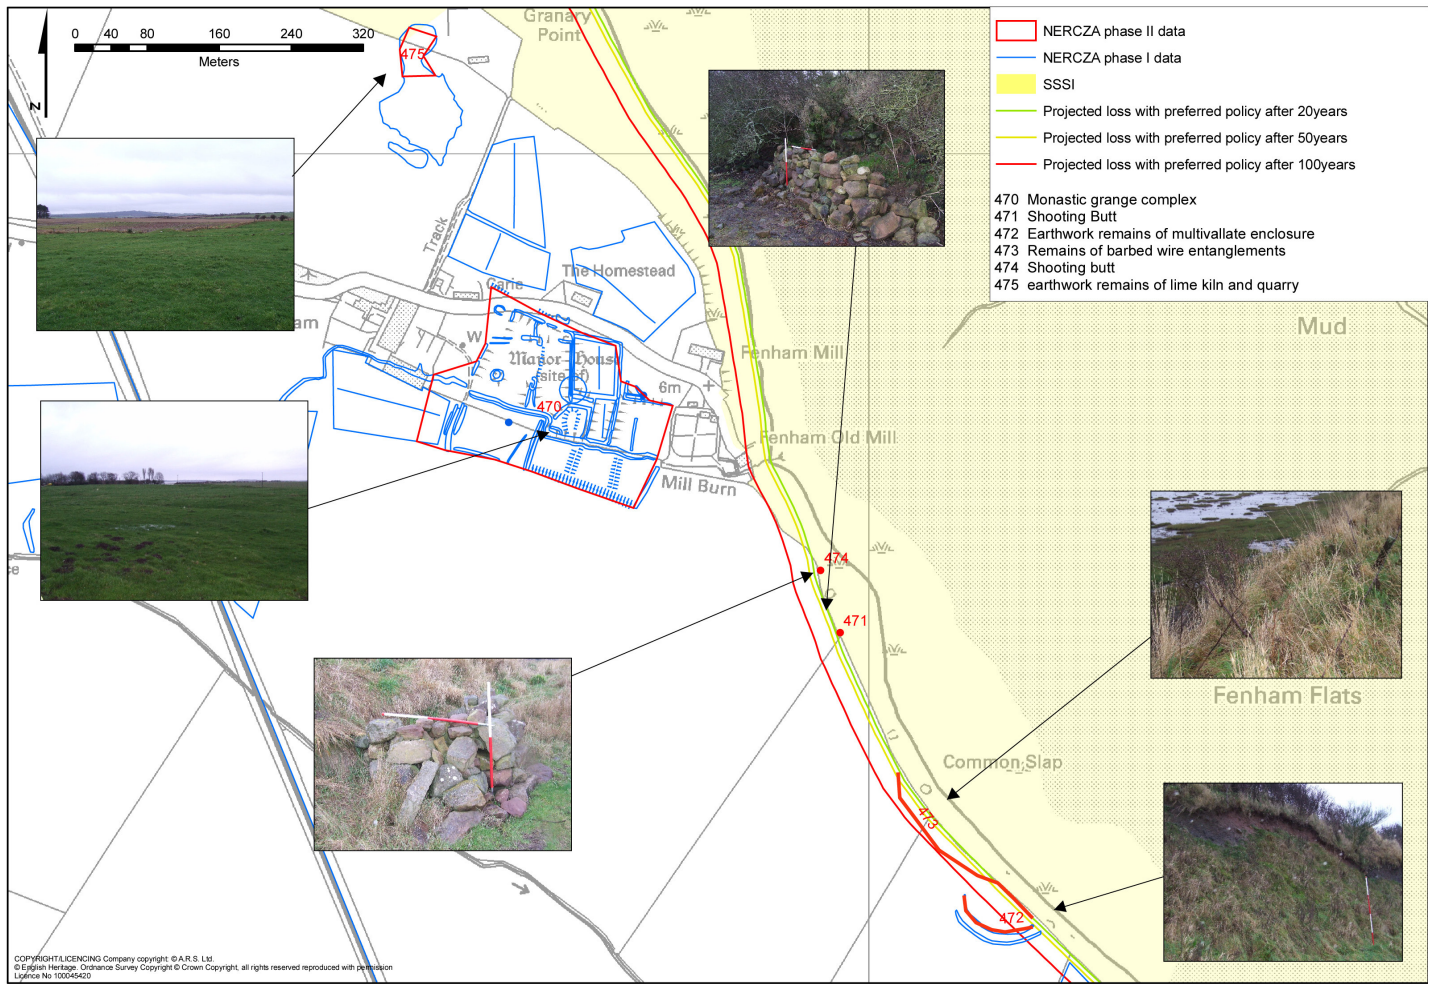 Granary
Point
0 40 80 160 240 320
Meters
N
475
NERCZA phase II data
NERCZA phase I data
SSSI
Projected loss with preferred policy after 20years
Projected loss with preferred policy after 50years
Projected loss with preferred policy after 100years
470 Monastic grange complex
471 Shooting Butt
472 Earthwork remains of multivallate enclosure
473 Remains of barbed wire entanglements
474 Shooting butt
475 earthwork remains of lime kiln and quarry
Track
The Homestead
Garle
am
W
Mud
Manor House
(site of)
Fenham Mill
6m
470
Fenham Old Mill
Mill Burn
ce
474
471
Fenham Flats
Common Slap
473
472
COPYRIGHT/LICENCING Company copyright: © A.R.S. Ltd.
© English Heritage. Ordnance Survey Copyright © Crown Copyright, all rights reserved reproduced with permission
Licence No 100045420